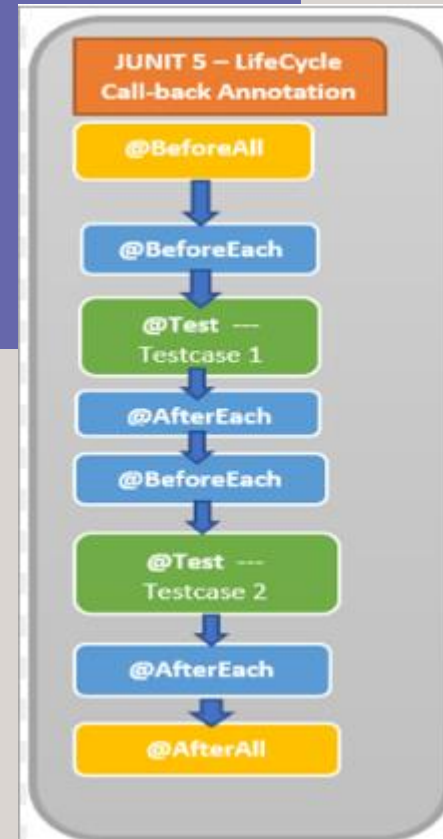 JUNIT 5 – LifeCycle
Call-back Annotation
@BeforeAll
@BeforeEach
@Test ---
Testcase 1
@AfterEach
@BeforeEach
@Test ---
Testcase 2
@AfterEach
@AfterAll